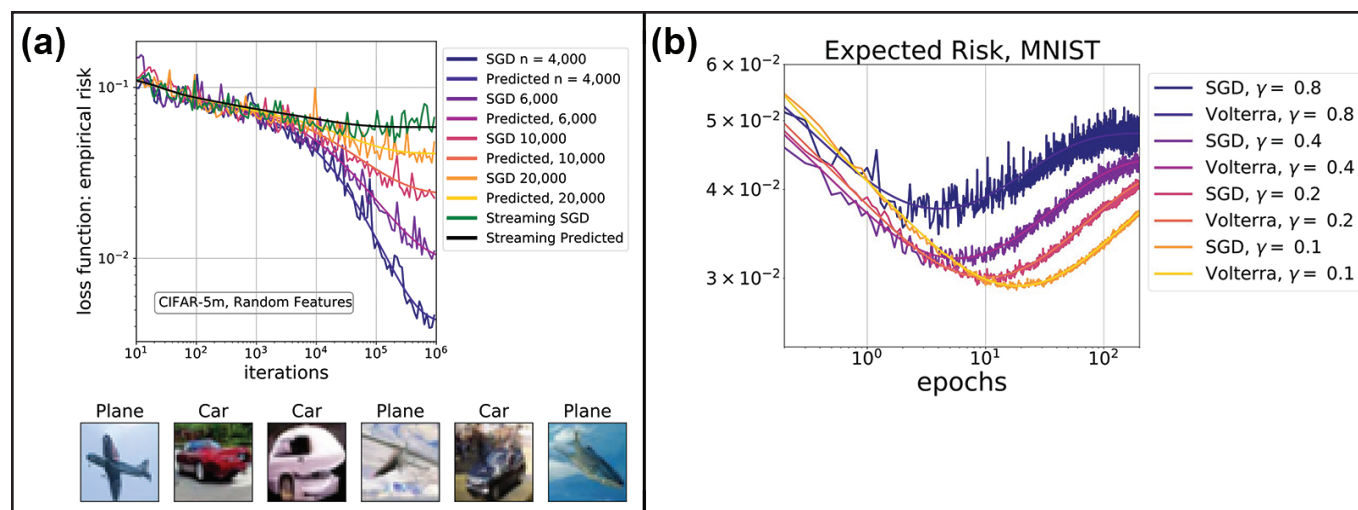 (a)
loss function: empirical risk
10⁻¹
10⁻²
10¹ 10² 10³ 10⁴ 10⁵ 10⁶
iterations
CIFAR-5m, Random Features
SGD n = 4,000
Predicted n = 4,000
SGD 6,000
Predicted, 6,000
SGD 10,000
Predicted, 10,000
SGD 20,000
Predicted, 20,000
Streaming SGD
Streaming Predicted
Plane Car Car Plane Car Plane
(b)
Expected Risk, MNIST
6 × 10⁻²
5 × 10⁻²
4 × 10⁻²
3 × 10⁻²
10⁰ 10¹ 10²
epochs
SGD, γ = 0.8
Volterra, γ = 0.8
SGD, γ = 0.4
Volterra, γ = 0.4
SGD, γ = 0.2
Volterra, γ = 0.2
SGD, γ = 0.1
Volterra, γ = 0.1